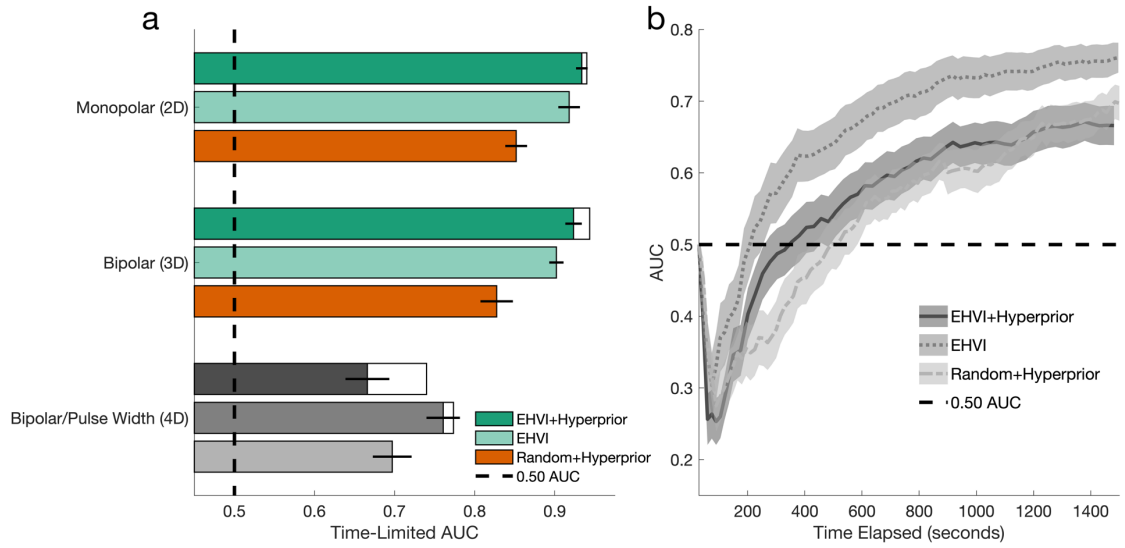 a
Monopolar (2D)
Bipolar (3D)
Bipolar/Pulse Width (4D)
EHVI+Hyperprior
EHVI
Random+Hyperprior
0.50 AUC
0.5
0.6
0.7
0.8
0.9
Time-Limited AUC
b
0.8
0.7
0.6
0.5
0.4
0.3
0.2
AUC
EHVI+Hyperprior
EHVI
Random+Hyperprior
0.50 AUC
200
400
600
800
1000
1200
1400
Time Elapsed (seconds)